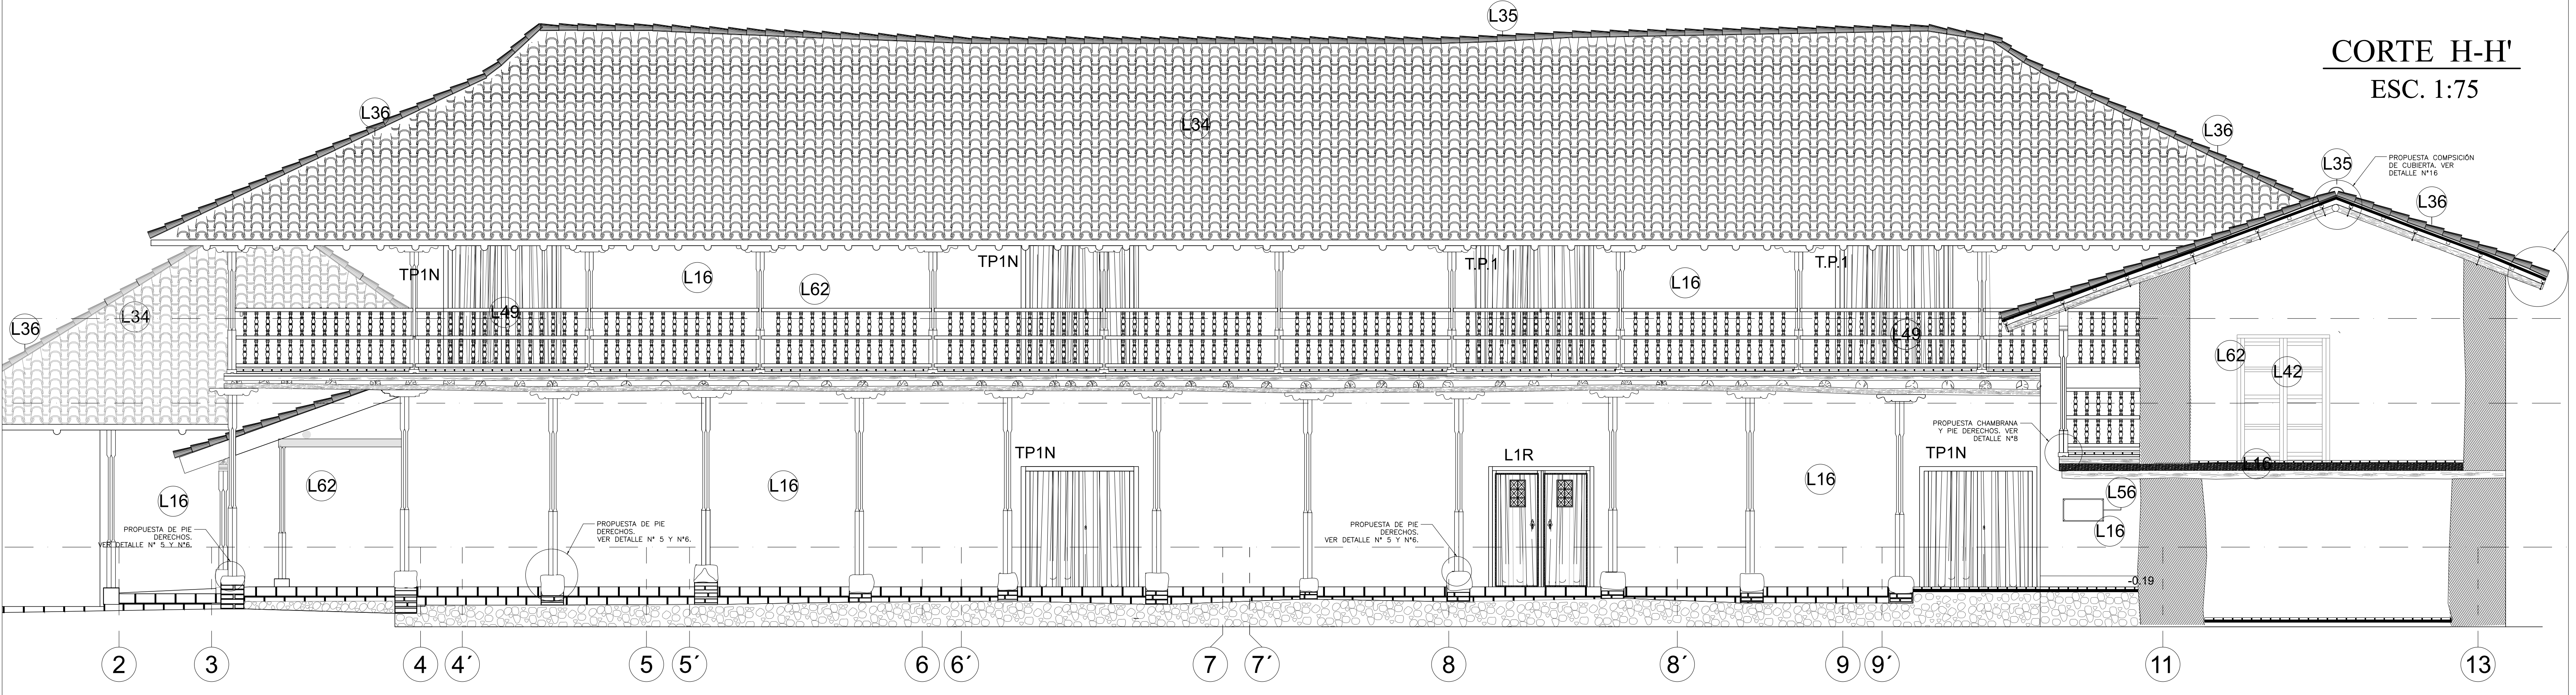 L35
CORTE H-H'
ESC. 1:75
L36
L34
L36
L35
PROPUESTA COMPSICIÓN
DE CUBIERTA. VER
DETALLE N°16
L36
TP1N
L16
L62
TP1N
T.P.1
L16
T.P.1
L36
L34
L49
L49
L62
L42
PROPUESTA CHAMBRANA
Y PIE DERECHOS. VER
DETALLE N°8
L16
L16
L62
L16
TP1N
L1R
L16
TP1N
L56
L16
PROPUESTA DE PIE
DERECHOS.
VER DETALLE N° 5 Y N°6.
PROPUESTA DE PIE
DERECHOS.
VER DETALLE N° 5 Y N°6.
PROPUESTA DE PIE
DERECHOS.
VER DETALLE N° 5 Y N°6.
-0.19
2 3 4 4´ 5 5´ 6 6´ 7 7´ 8 8´ 9 9´ 11 13